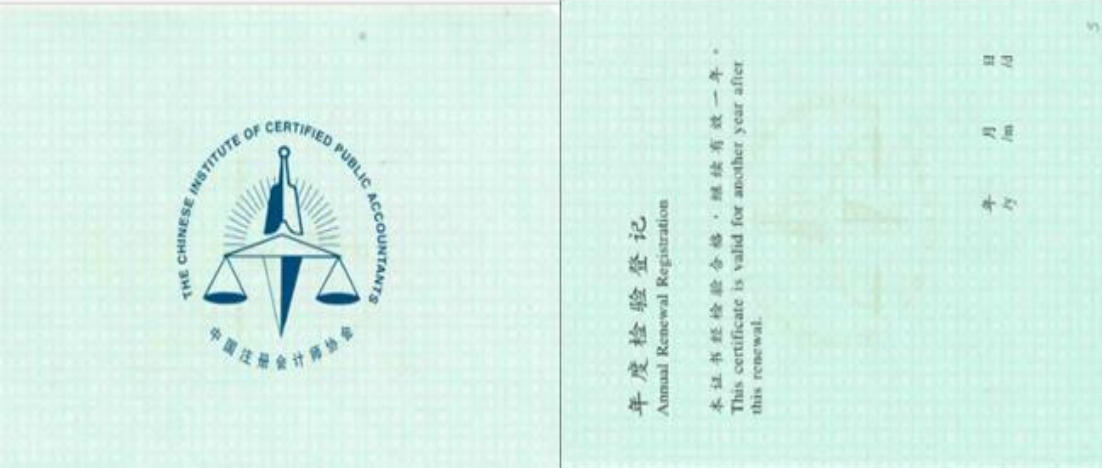 THE CHINESE INSTITUTE OF CERTIFIED PUBLIC ACCOUNTANTS
中国注册会计师协会
年度检验登记
Annual Renewal Registration
本证书经检验合格，继续有效一年。
This certificate is valid for another year after
this renewal.
年 月 日
/y /m /d
5